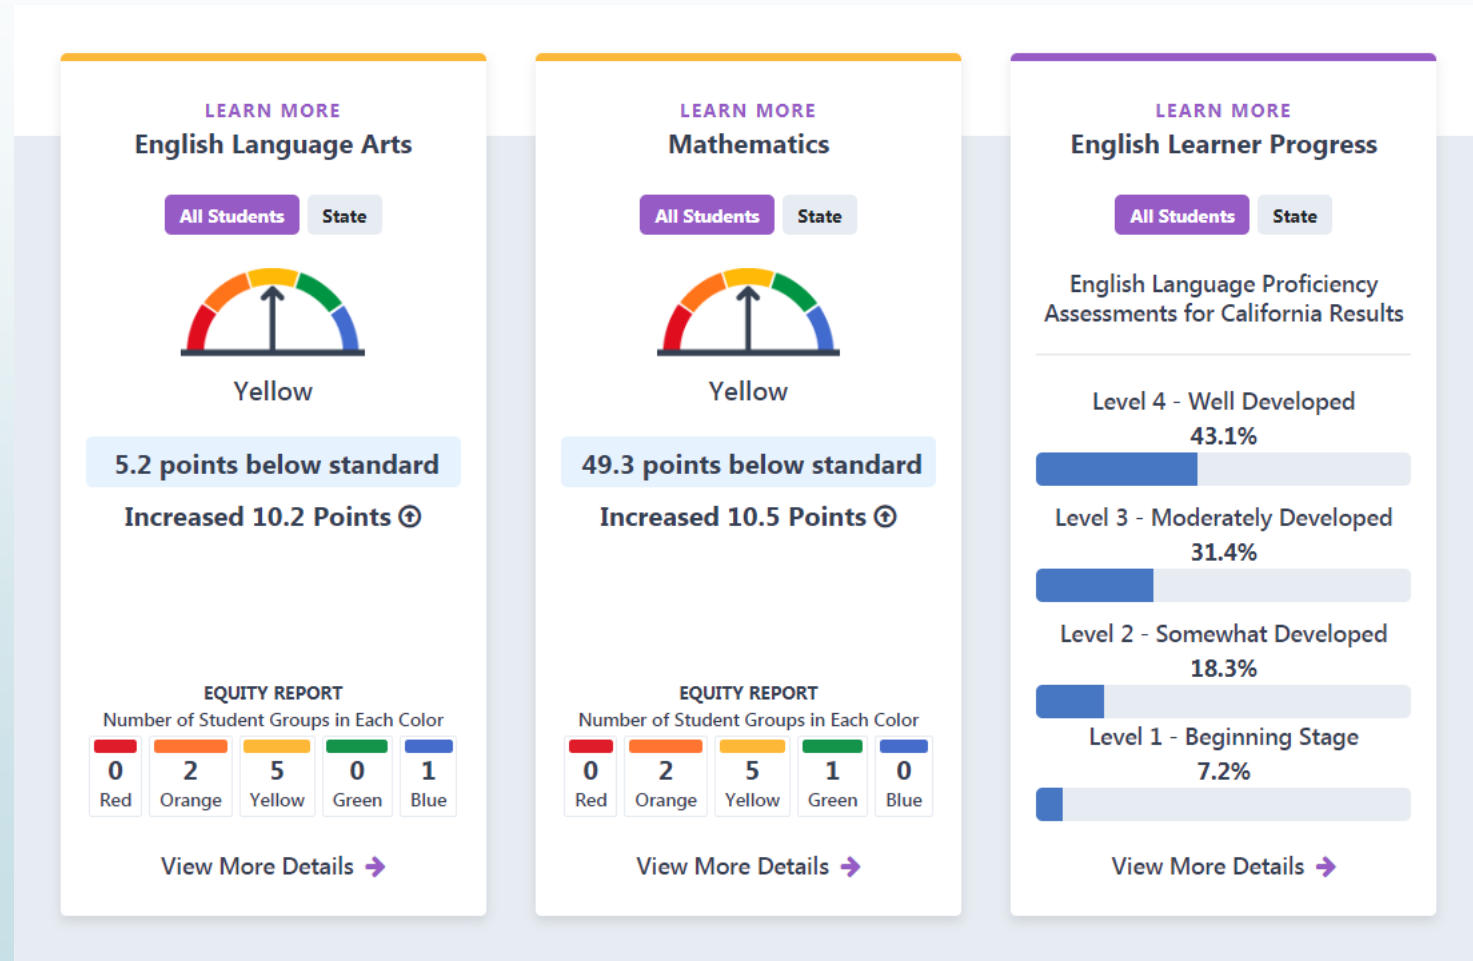 LEARN MORE
English Language Arts
All Students State
Yellow
5.2 points below standard
Increased 10.2 Points
EQUITY REPORT
Number of Student Groups in Each Color
0 2 5 0 1
Red Orange Yellow Green Blue
View More Details
LEARN MORE
Mathematics
All Students State
Yellow
49.3 points below standard
Increased 10.5 Points
EQUITY REPORT
Number of Student Groups in Each Color
0 2 5 1 0
Red Orange Yellow Green Blue
View More Details
LEARN MORE
English Learner Progress
All Students State
English Language Proficiency
Assessments for California Results
Level 4 - Well Developed
43.1%
Level 3 - Moderately Developed
31.4%
Level 2 - Somewhat Developed
18.3%
Level 1 - Beginning Stage
7.2%
View More Details